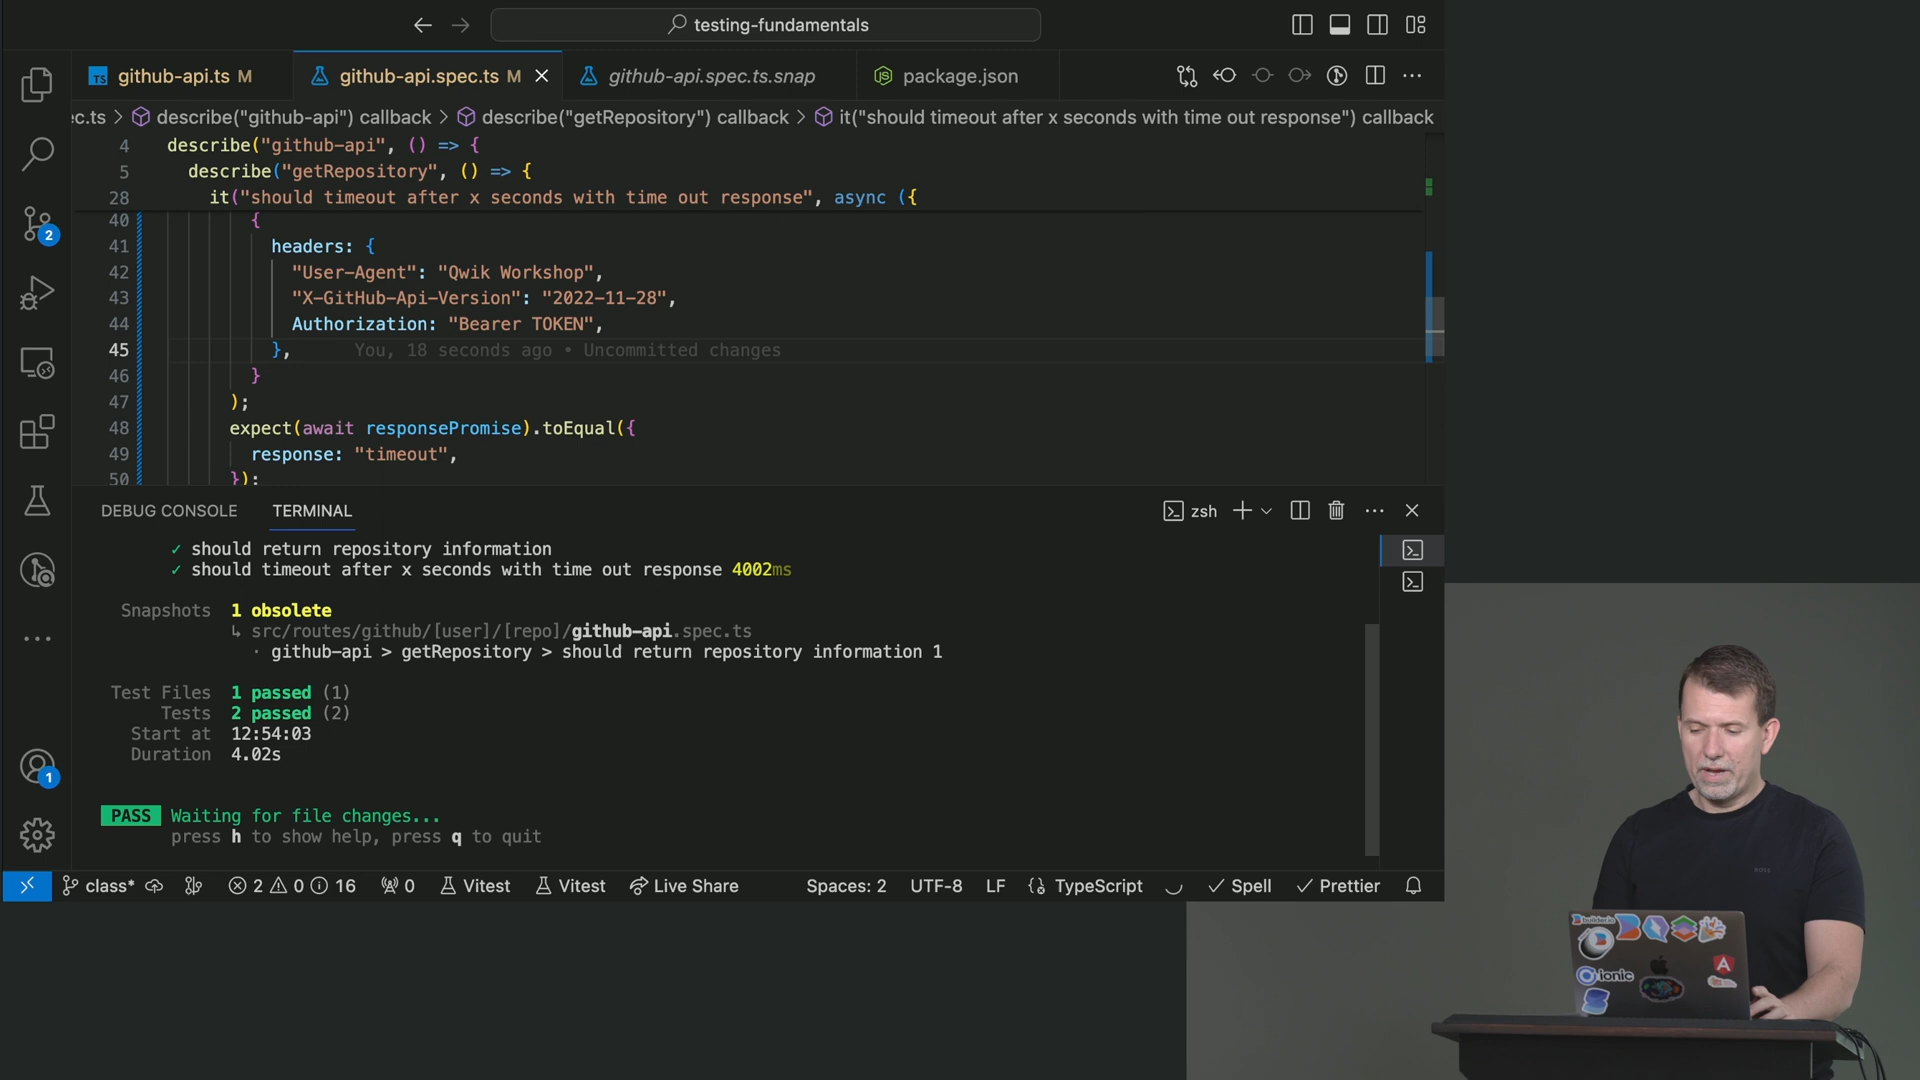 testing-fundamentals
github-api.ts M
github-api.spec.ts M
github-api.spec.ts.snap
package.json
ec.ts > describe("github-api") callback > describe("getRepository") callback > it("should timeout after x seconds with time out response") callback
4 describe("github-api", () => {
5 describe("getRepository", () => {
28 it("should timeout after x seconds with time out response", async ({
40 {
41 headers: {
42 "User-Agent": "Qwik Workshop",
43 "X-GitHub-Api-Version": "2022-11-28",
44 Authorization: "Bearer TOKEN",
45 }, You, 18 seconds ago • Uncommitted changes
46 }
47 );
48 expect(await responsePromise).toEqual({
49 response: "timeout",
50 });
2
1
DEBUG CONSOLE TERMINAL
zsh
✓ should return repository information
✓ should timeout after x seconds with time out response 4002ms
Snapshots 1 obsolete
↳ src/routes/github/[user]/[repo]/github-api.spec.ts
· github-api > getRepository > should return repository information 1
Test Files 1 passed (1)
Tests 2 passed (2)
Start at 12:54:03
Duration 4.02s
PASS Waiting for file changes...
press h to show help, press q to quit
class* 2 0 16 0 Vitest Vitest Live Share Spaces: 2 UTF-8 LF TypeScript Spell Prettier
BOSS
builder.io
ionic